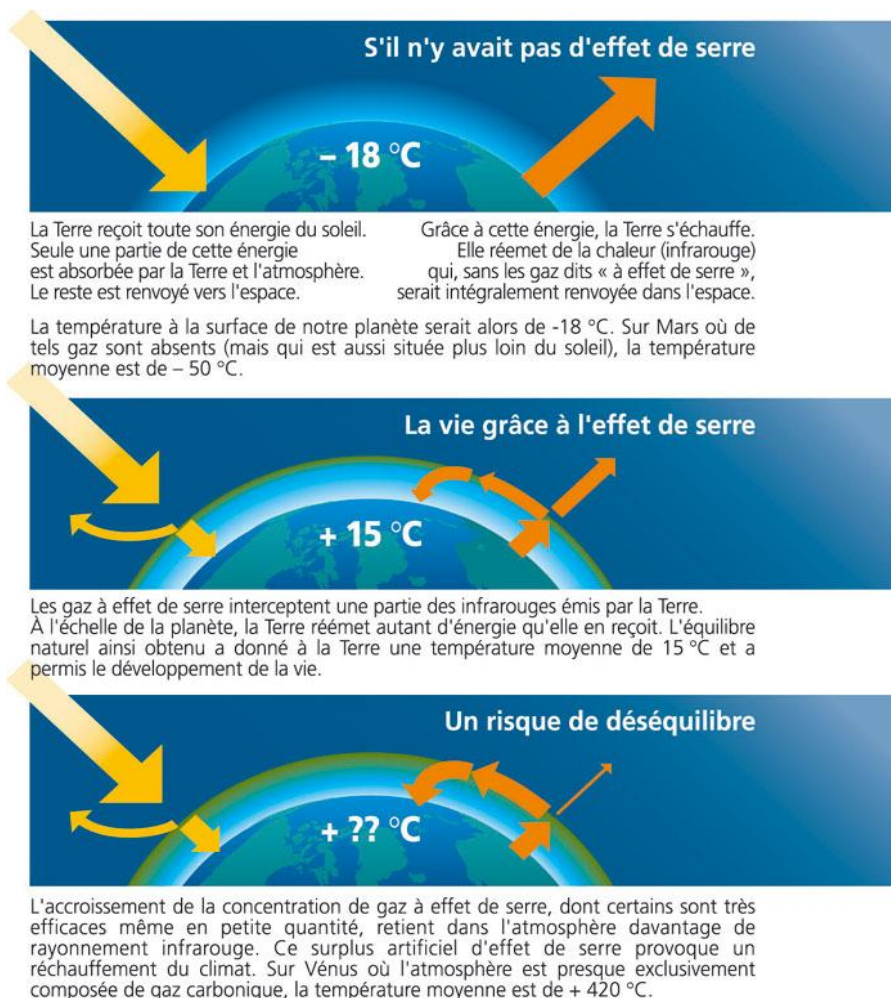 S'il n'y avait pas d'effet de serre
– 18 °C
La Terre reçoit toute son énergie du soleil.
Seule une partie de cette énergie
est absorbée par la Terre et l'atmosphère.
Le reste est renvoyé vers l'espace.
Grâce à cette énergie, la Terre s'échauffe.
Elle réemet de la chaleur (infrarouge)
qui, sans les gaz dits « à effet de serre »,
serait intégralement renvoyée dans l'espace.
La température à la surface de notre planète serait alors de -18 °C. Sur Mars où de
tels gaz sont absents (mais qui est aussi située plus loin du soleil), la température
moyenne est de – 50 °C.
La vie grâce à l'effet de serre
+ 15 °C
Les gaz à effet de serre interceptent une partie des infrarouges émis par la Terre.
À l'échelle de la planète, la Terre réémet autant d'énergie qu'elle en reçoit. L'équilibre
naturel ainsi obtenu a donné à la Terre une température moyenne de 15 °C et a
permis le développement de la vie.
Un risque de déséquilibre
+ ?? °C
L'accroissement de la concentration de gaz à effet de serre, dont certains sont très
efficaces même en petite quantité, retient dans l'atmosphère davantage de
rayonnement infrarouge. Ce surplus artificiel d'effet de serre provoque un
réchauffement du climat. Sur Vénus où l'atmosphère est presque exclusivement
composée de gaz carbonique, la température moyenne est de + 420 °C.